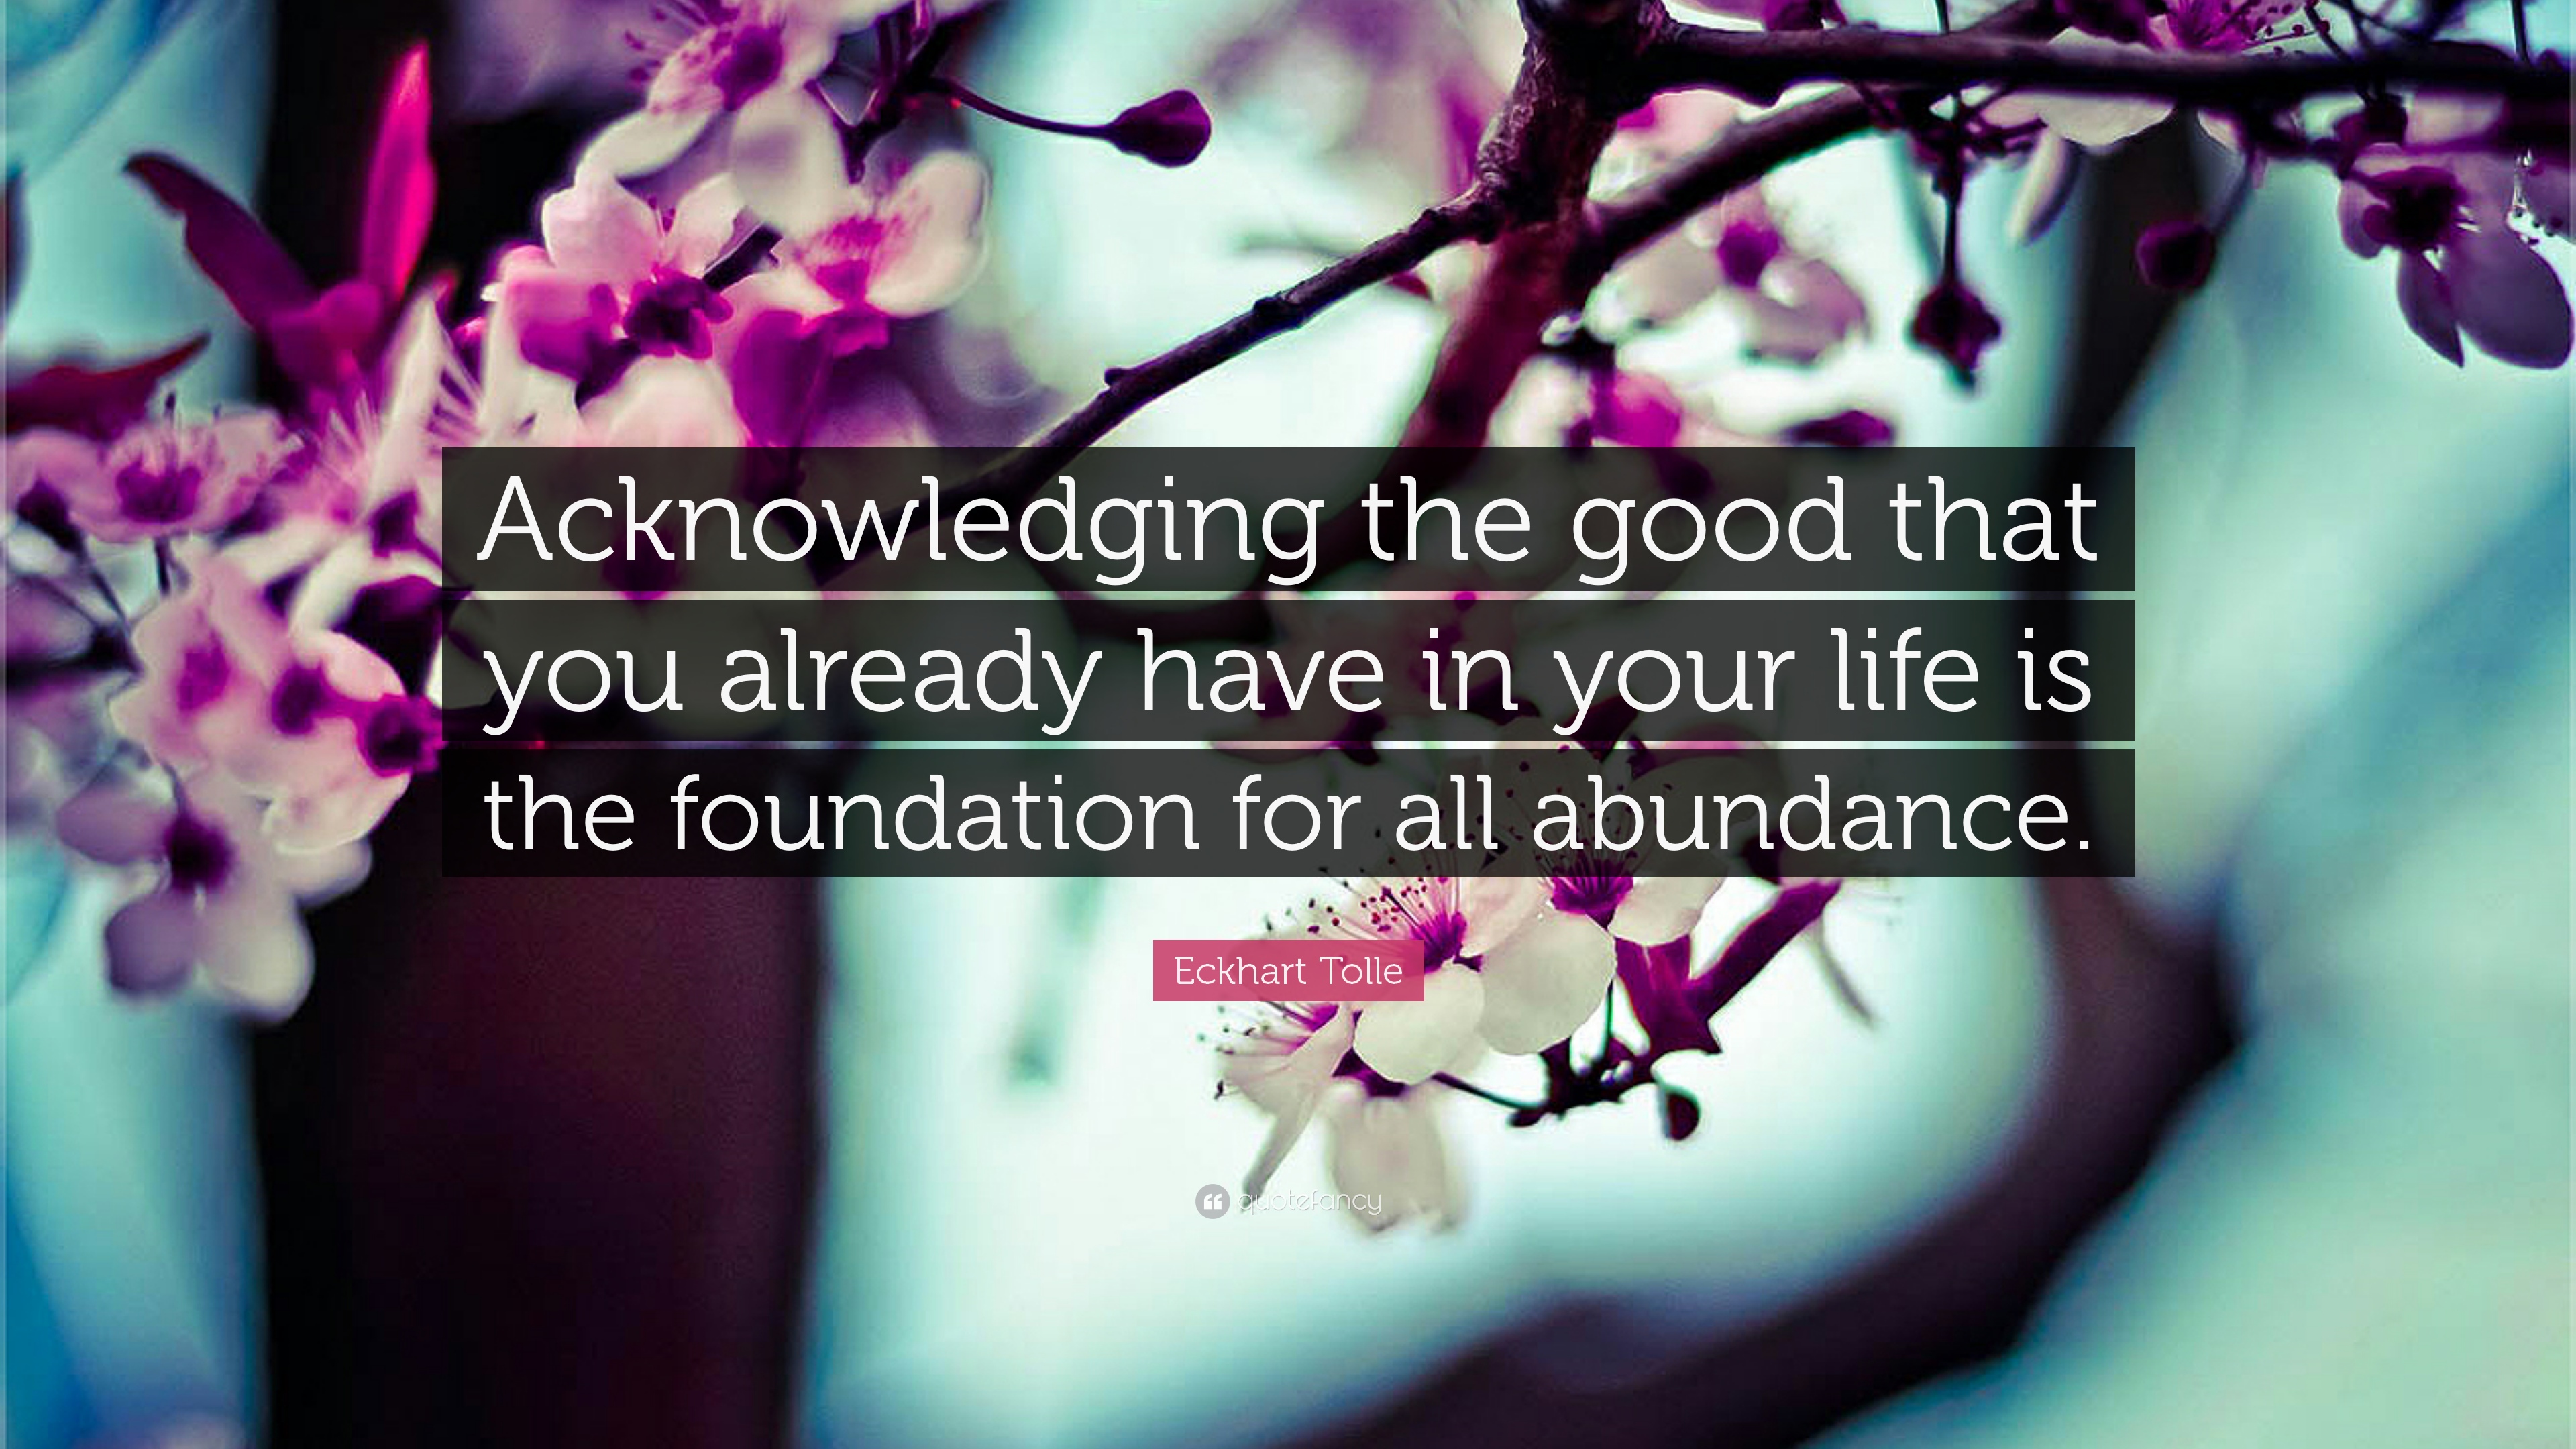 Acknowledging the good that
you already have in your life is
the foundation for all abundance.
Eckhart Tolle
quotefancy